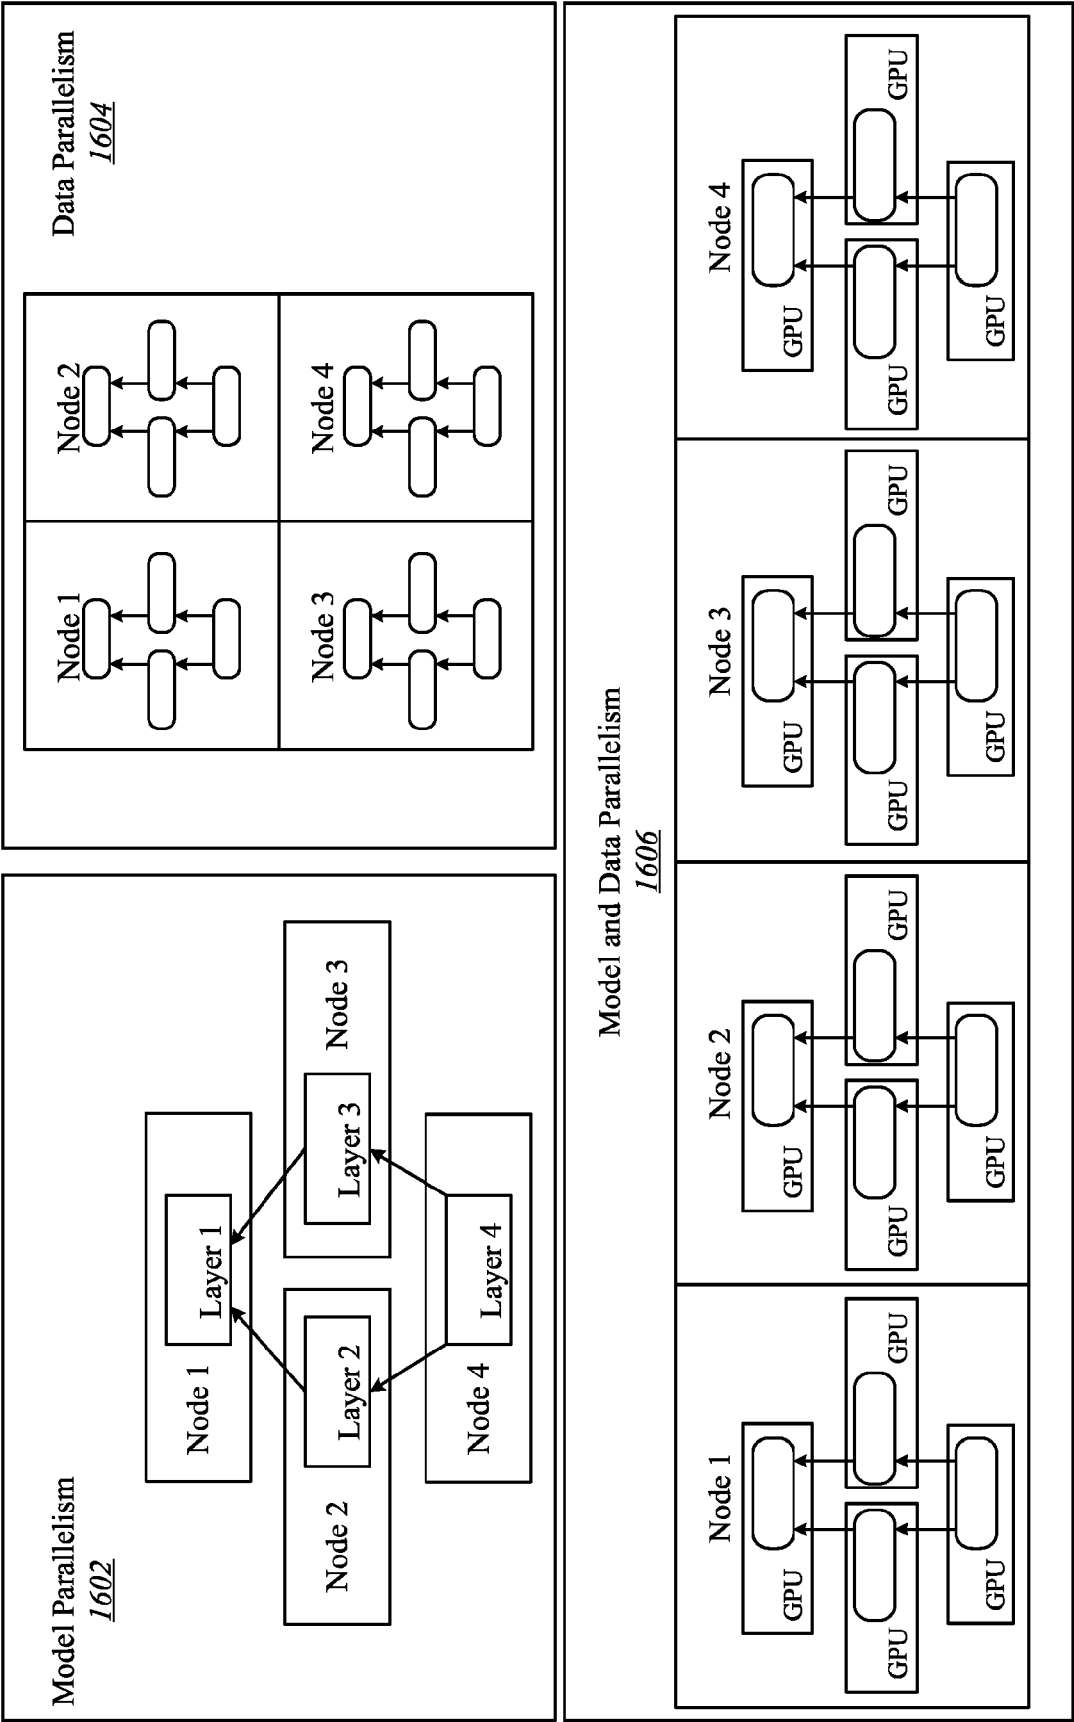 Model Parallelism
1602
Node 1
Layer 1
Node 2
Layer 2
Layer 3
Node 3
Node 4
Layer 4
Data Parallelism
1604
Node 1
Node 2
Node 3
Node 4
Model and Data Parallelism
1606
Node 1
GPU
GPU
GPU
GPU
Node 2
GPU
GPU
GPU
GPU
Node 3
GPU
GPU
GPU
GPU
Node 4
GPU
GPU
GPU
GPU